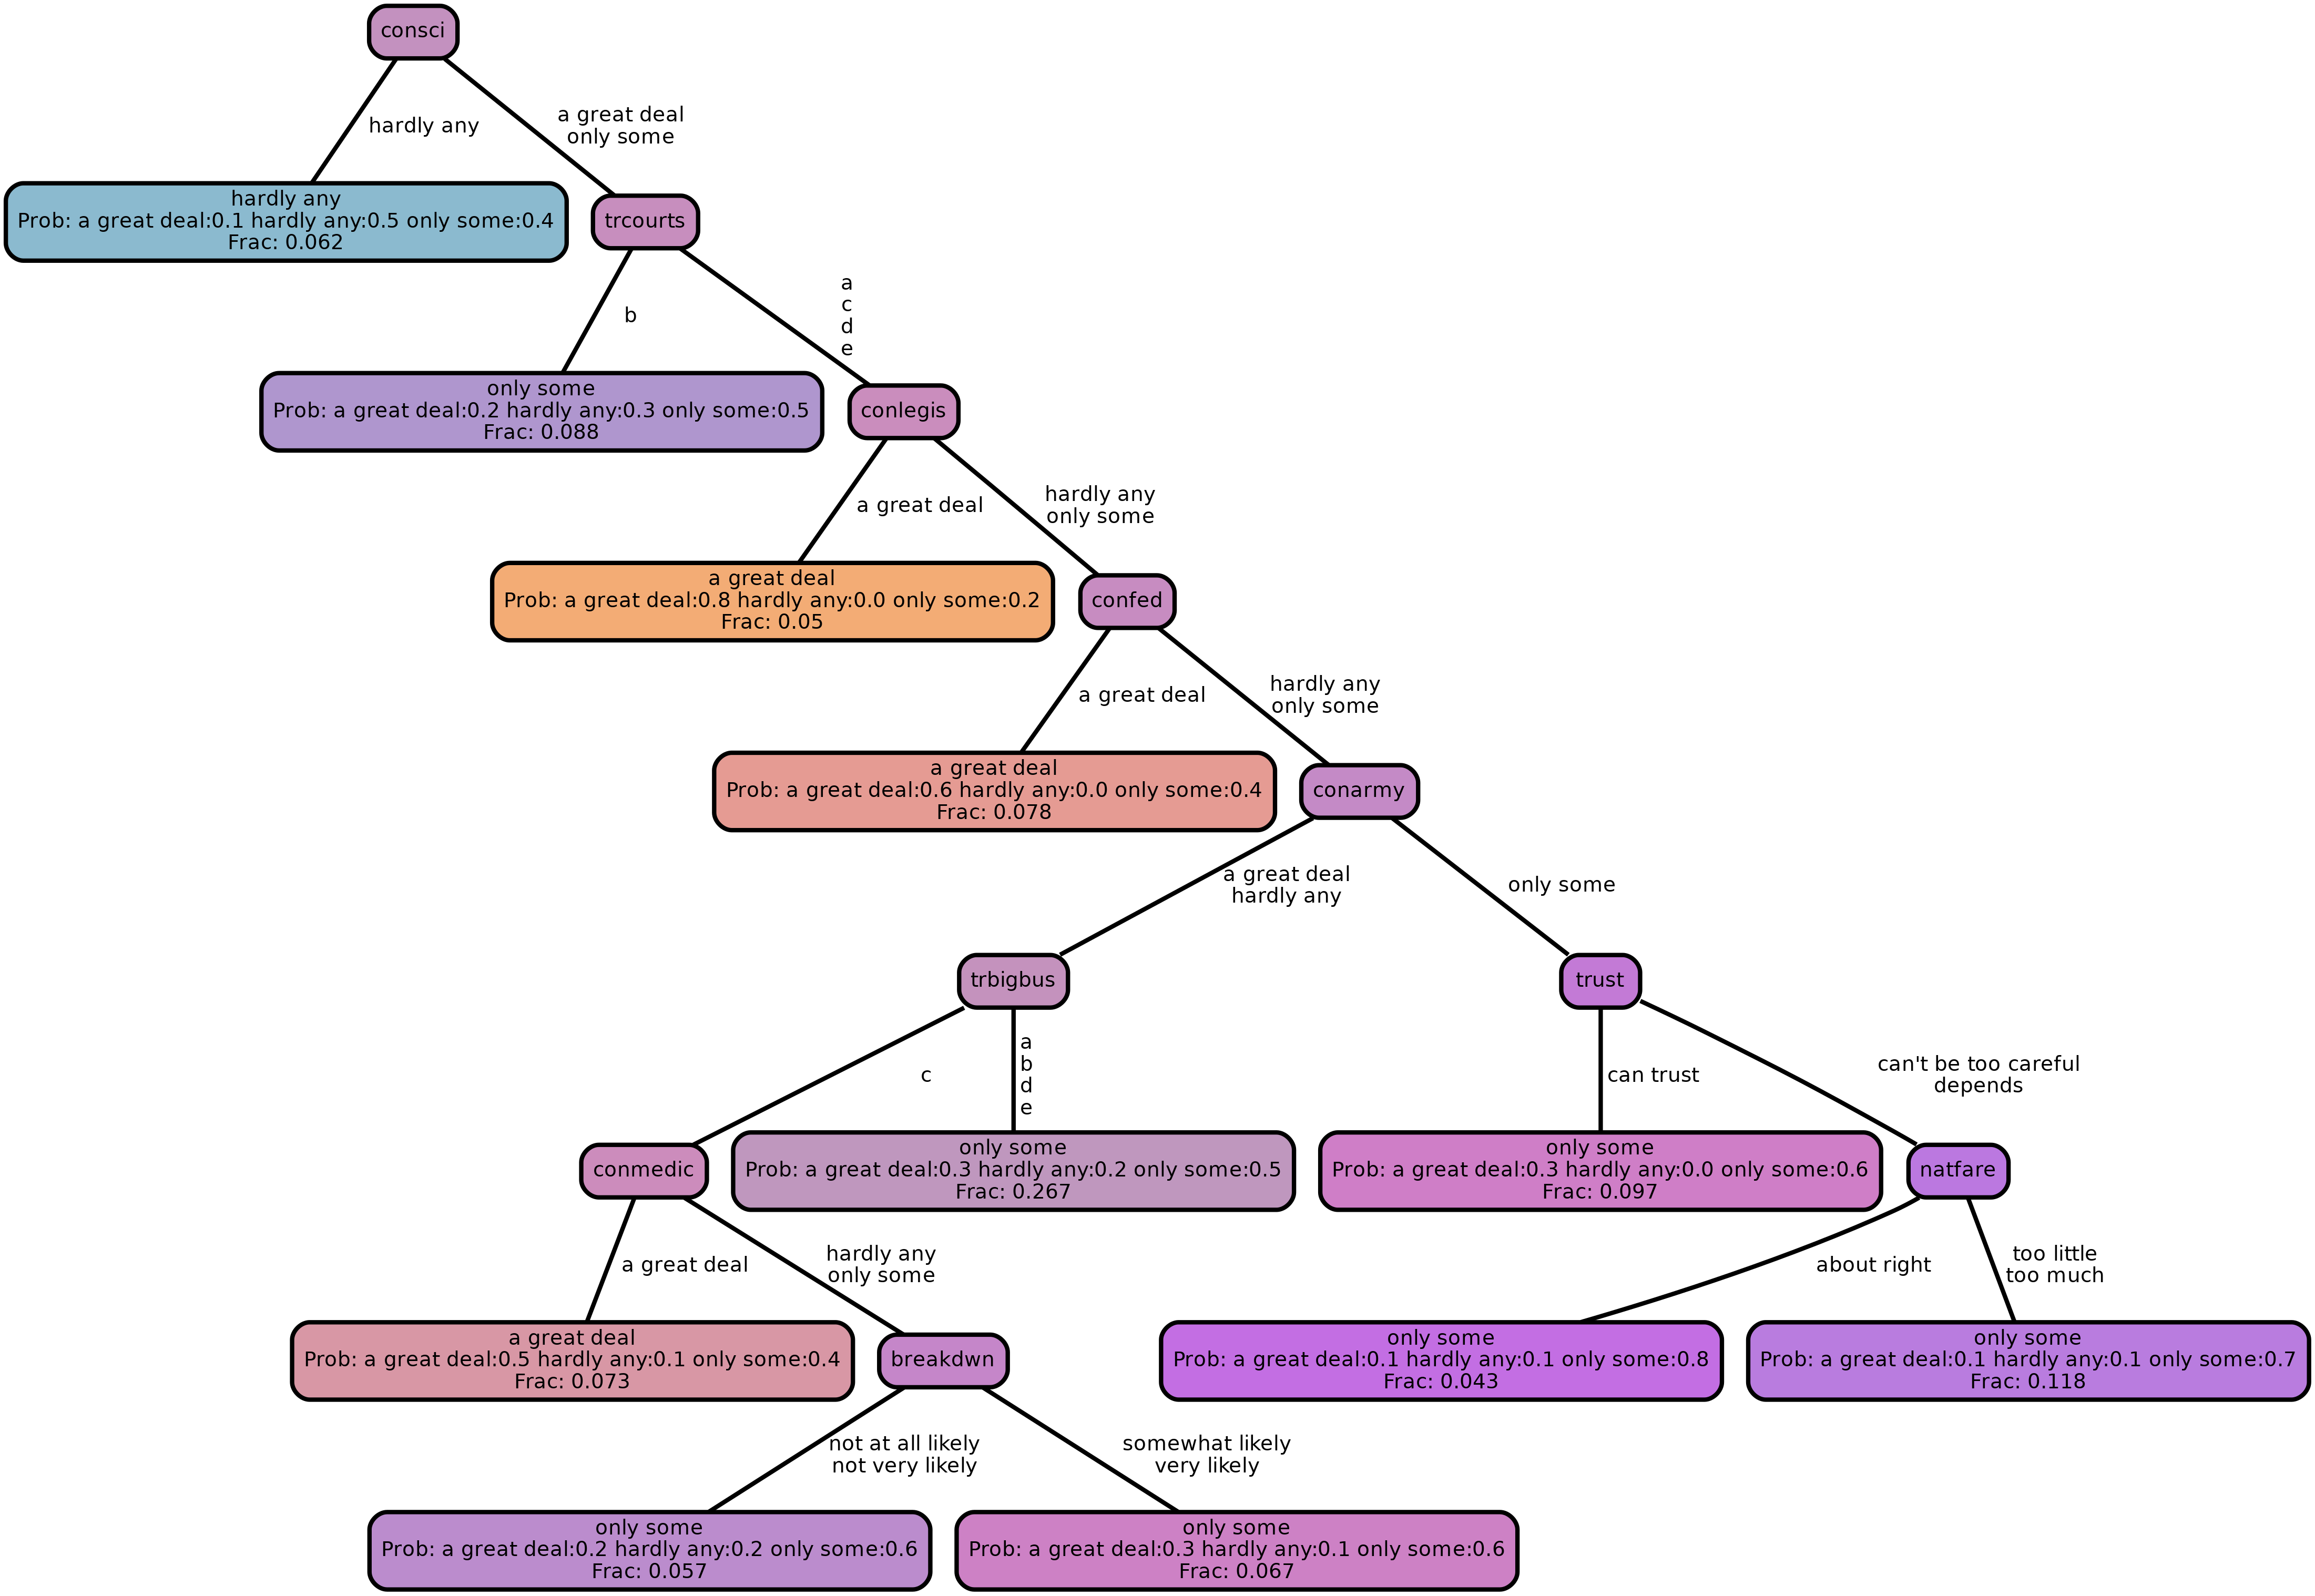 consci
hardly any
a great deal
only some
hardly any
Prob: a great deal:0.1 hardly any:0.5 only some:0.4
Frac: 0.062
trcourts
b
a
c
d
e
only some
Prob: a great deal:0.2 hardly any:0.3 only some:0.5
Frac: 0.088
conlegis
a great deal
hardly any
only some
a great deal
Prob: a great deal:0.8 hardly any:0.0 only some:0.2
Frac: 0.05
confed
a great deal
hardly any
only some
a great deal
Prob: a great deal:0.6 hardly any:0.0 only some:0.4
Frac: 0.078
conarmy
a great deal
hardly any
only some
trbigbus
trust
c
a
b
d
e
can trust
can't be too careful
depends
conmedic
only some
Prob: a great deal:0.3 hardly any:0.2 only some:0.5
Frac: 0.267
only some
Prob: a great deal:0.3 hardly any:0.0 only some:0.6
Frac: 0.097
natfare
a great deal
hardly any
only some
about right
too little
too much
a great deal
Prob: a great deal:0.5 hardly any:0.1 only some:0.4
Frac: 0.073
breakdwn
only some
Prob: a great deal:0.1 hardly any:0.1 only some:0.8
Frac: 0.043
only some
Prob: a great deal:0.1 hardly any:0.1 only some:0.7
Frac: 0.118
not at all likely
not very likely
somewhat likely
very likely
only some
Prob: a great deal:0.2 hardly any:0.2 only some:0.6
Frac: 0.057
only some
Prob: a great deal:0.3 hardly any:0.1 only some:0.6
Frac: 0.067